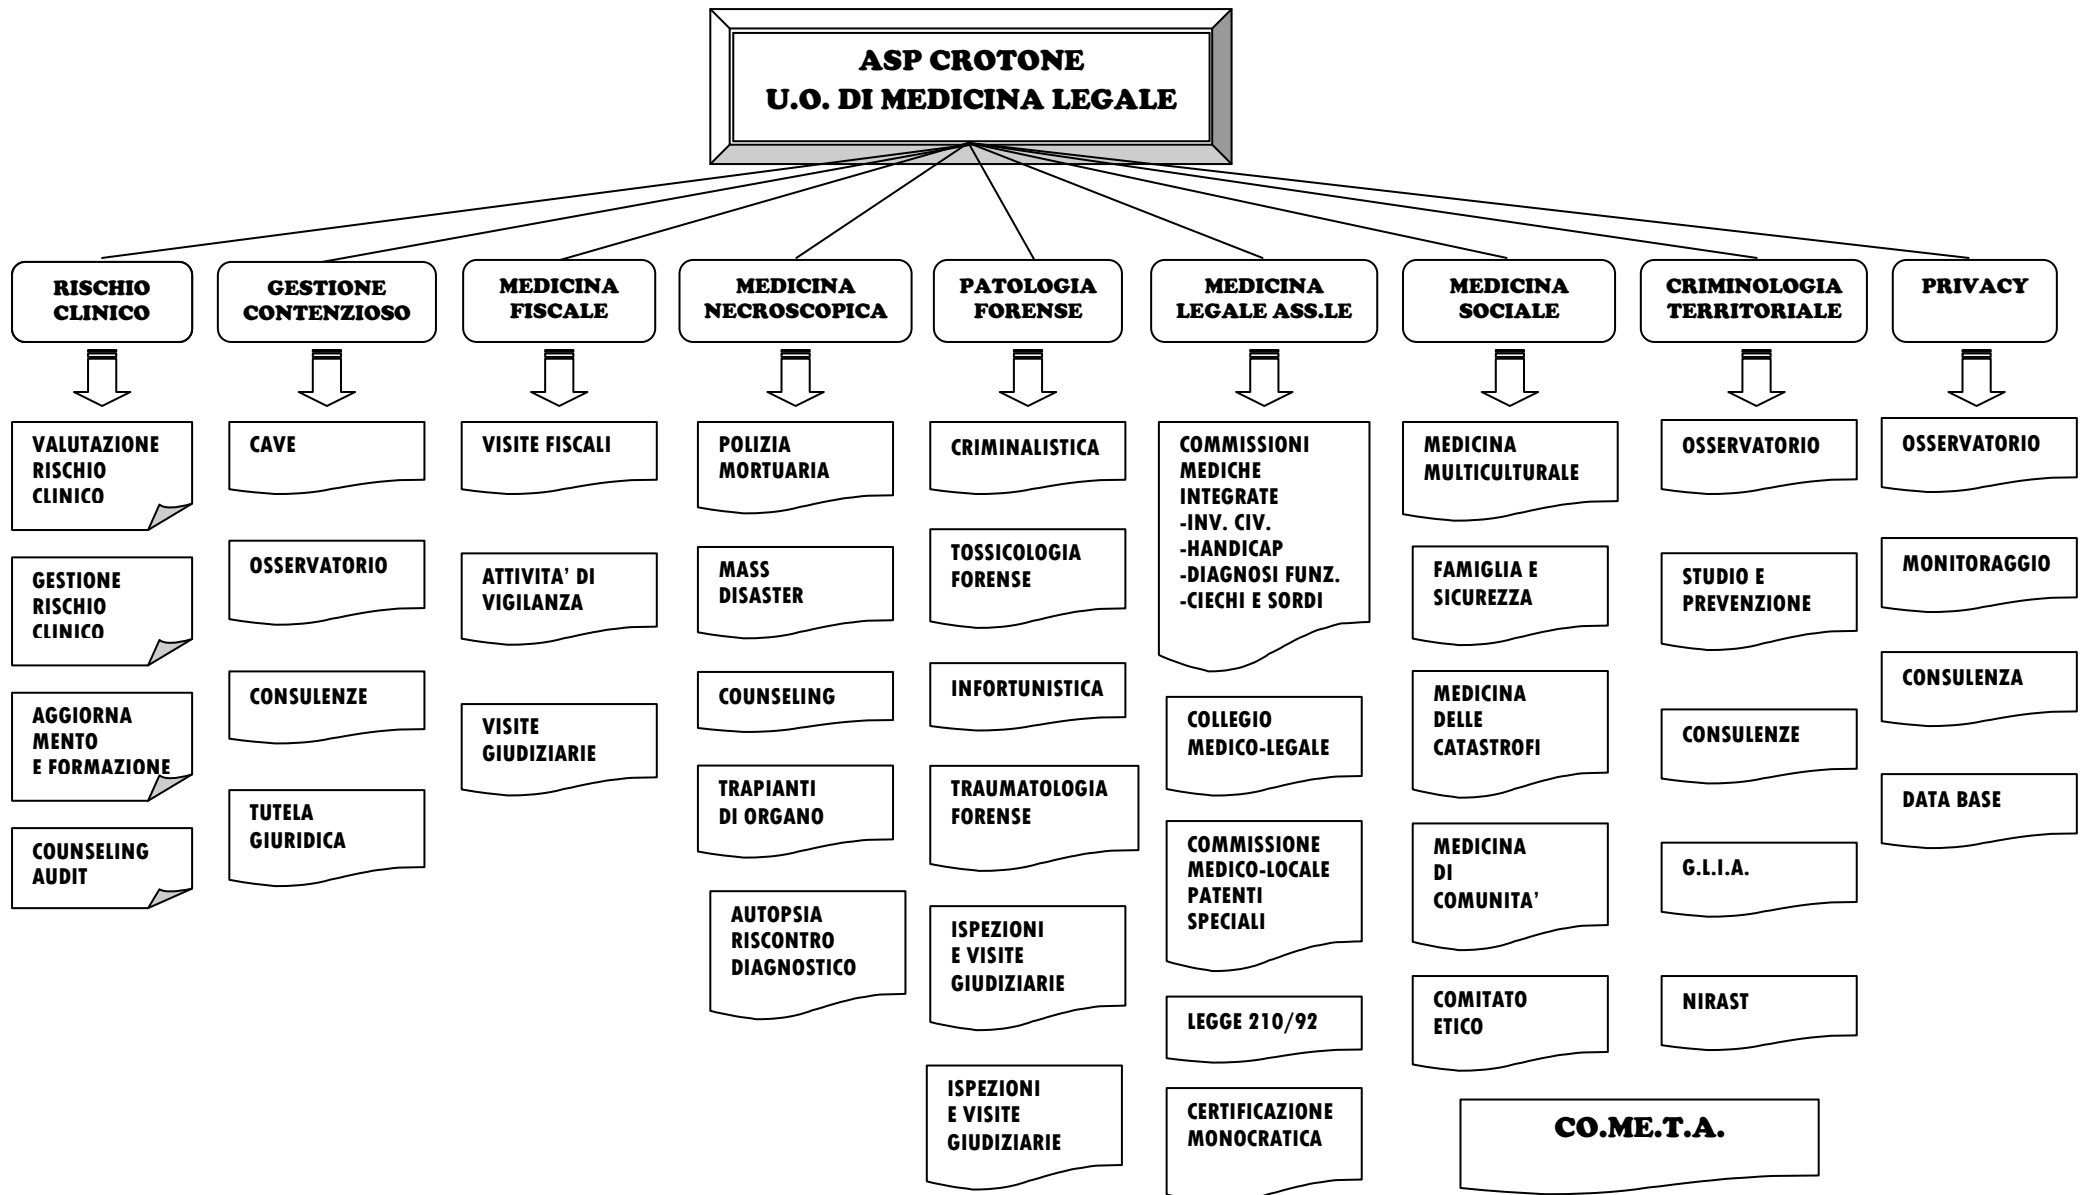 ASP CROTONE
U.O. DI MEDICINA LEGALE
RISCHIO
CLINICO
GESTIONE
CONTENZIOSO
MEDICINA
FISCALE
MEDICINA
NECROSCOPICA
PATOLOGIA
FORENSE
MEDICINA
LEGALE ASS.LE
MEDICINA
SOCIALE
CRIMINOLOGIA
TERRITORIALE
PRIVACY
VALUTAZIONE
RISCHIO
CLINICO
GESTIONE
RISCHIO
CLINICO
AGGIORNA
MENTO
E FORMAZIONE
COUNSELING
AUDIT
CAVE
OSSERVATORIO
CONSULENZE
TUTELA
GIURIDICA
VISITE FISCALI
ATTIVITA' DI
VIGILANZA
VISITE
GIUDIZIARIE
POLIZIA
MORTUARIA
MASS
DISASTER
COUNSELING
TRAPIANTI
DI ORGANO
AUTOPSIA
RISCONTRO
DIAGNOSTICO
CRIMINALISTICA
TOSSICOLOGIA
FORENSE
INFORTUNISTICA
TRAUMATOLOGIA
FORENSE
ISPEZIONI
E VISITE
GIUDIZIARIE
ISPEZIONI
E VISITE
GIUDIZIARIE
COMMISSIONI
MEDICHE
INTEGRATE
-INV. CIV.
-HANDICAP
-DIAGNOSI FUNZ.
-CIECHI E SORDI
COLLEGIO
MEDICO-LEGALE
COMMISSIONE
MEDICO-LOCALE
PATENTI
SPECIALI
LEGGE 210/92
CERTIFICAZIONE
MONOCRATICA
MEDICINA
MULTICULTURALE
FAMIGLIA E
SICUREZZA
MEDICINA
DELLE
CATASTROFI
MEDICINA
DI
COMUNITA'
COMITATO
ETICO
OSSERVATORIO
STUDIO E
PREVENZIONE
CONSULENZE
G.L.I.A.
NIRAST
OSSERVATORIO
MONITORAGGIO
CONSULENZA
DATA BASE
CO.ME.T.A.